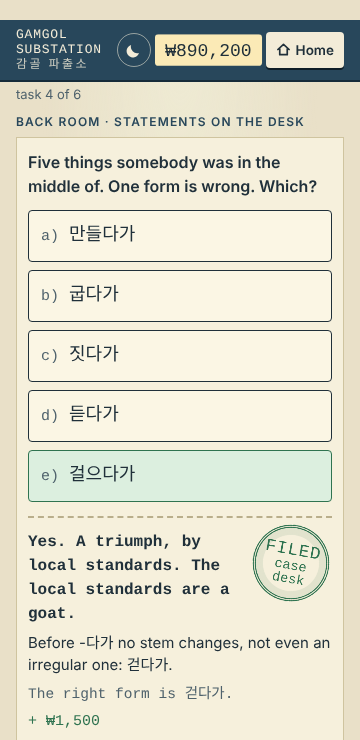 GAMGOL
SUBSTATION
감골 파출소
₩890,200
Home
task 4 of 6
BACK ROOM · STATEMENTS ON THE DESK
Five things somebody was in the
middle of. One form is wrong. Which?
a) 만들다가
b) 굽다가
c) 짓다가
d) 듣다가
e) 걸으다가
Yes. A triumph, by
local standards. The
local standards are a
goat.
FILED
case
desk
Before -다가 no stem changes, not even an
irregular one: 걷다가.
The right form is 걷다가.
+ ₩1,500